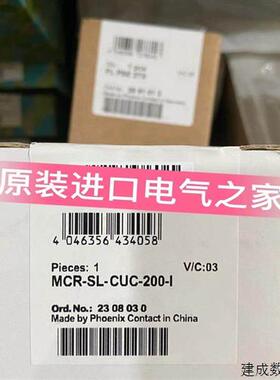 原装进口电气之家
4 046356 434058
Pieces: 1
V/C:03
MCR-SL-CUC-200-I
Ord.No.: 23 08 03 0
Made by Phoenix Contact in China
建成数